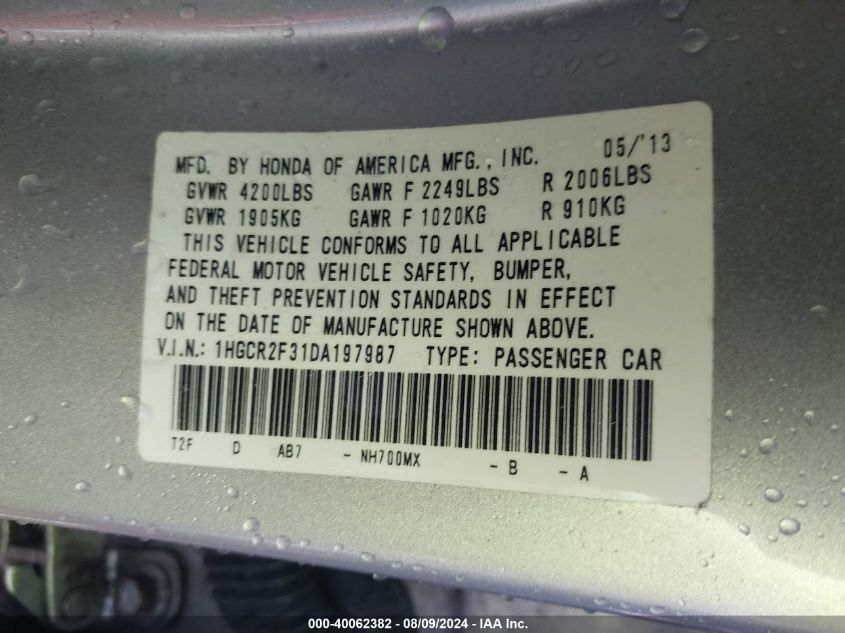 MFD. BY HONDA OF AMERICA MFG., INC. 05/'13
GVWR 4200LBS GAWR F 2249LBS R 2006LBS
GVWR 1905KG GAWR F 1020KG R 910KG
THIS VEHICLE CONFORMS TO ALL APPLICABLE
FEDERAL MOTOR VEHICLE SAFETY, BUMPER,
AND THEFT PREVENTION STANDARDS IN EFFECT
ON THE DATE OF MANUFACTURE SHOWN ABOVE.
V.I.N.: 1HGCR2F31DA197987 TYPE: PASSENGER CAR
T2F D AB7 - NH700MX - B - A
000-40062382 - 08/09/2024 - IAA Inc.